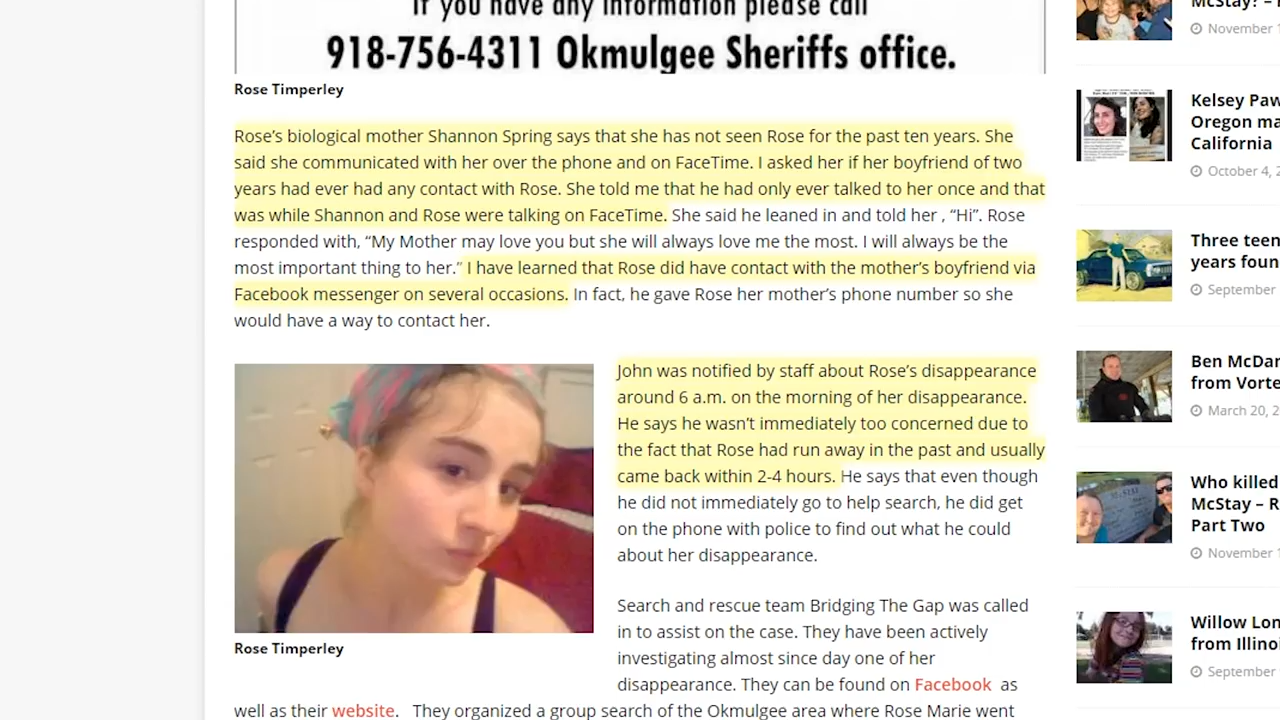 If you have any information please call
918-756-4311 Okmulgee Sheriffs office.
Rose Timperley
Rose’s biological mother Shannon Spring says that she has not seen Rose for the past ten years. She
said she communicated with her over the phone and on FaceTime. I asked her if her boyfriend of two
years had ever had any contact with Rose. She told me that he had only ever talked to her once and that
was while Shannon and Rose were talking on FaceTime. She said he leaned in and told her , “Hi”. Rose
responded with, “My Mother may love you but she will always love me the most. I will always be the
most important thing to her.” I have learned that Rose did have contact with the mother’s boyfriend via
Facebook messenger on several occasions. In fact, he gave Rose her mother’s phone number so she
would have a way to contact her.
John was notified by staff about Rose’s disappearance
around 6 a.m. on the morning of her disappearance.
He says he wasn’t immediately too concerned due to
the fact that Rose had run away in the past and usually
came back within 2-4 hours. He says that even though
he did not immediately go to help search, he did get
on the phone with police to find out what he could
about her disappearance.
Rose Timperley
Search and rescue team Bridging The Gap was called
in to assist on the case. They have been actively
investigating almost since day one of her
disappearance. They can be found on Facebook as
well as their website. They organized a group search of the Okmulgee area where Rose Marie went
McStay? –
November 1
Kelsey Paw
Oregon ma
California
October 4, 2
Three teen
years foun
September
Ben McDar
from Vorte
March 20, 2
Who killed
McStay – R
Part Two
November 1
Willow Lon
from Illinoi
September